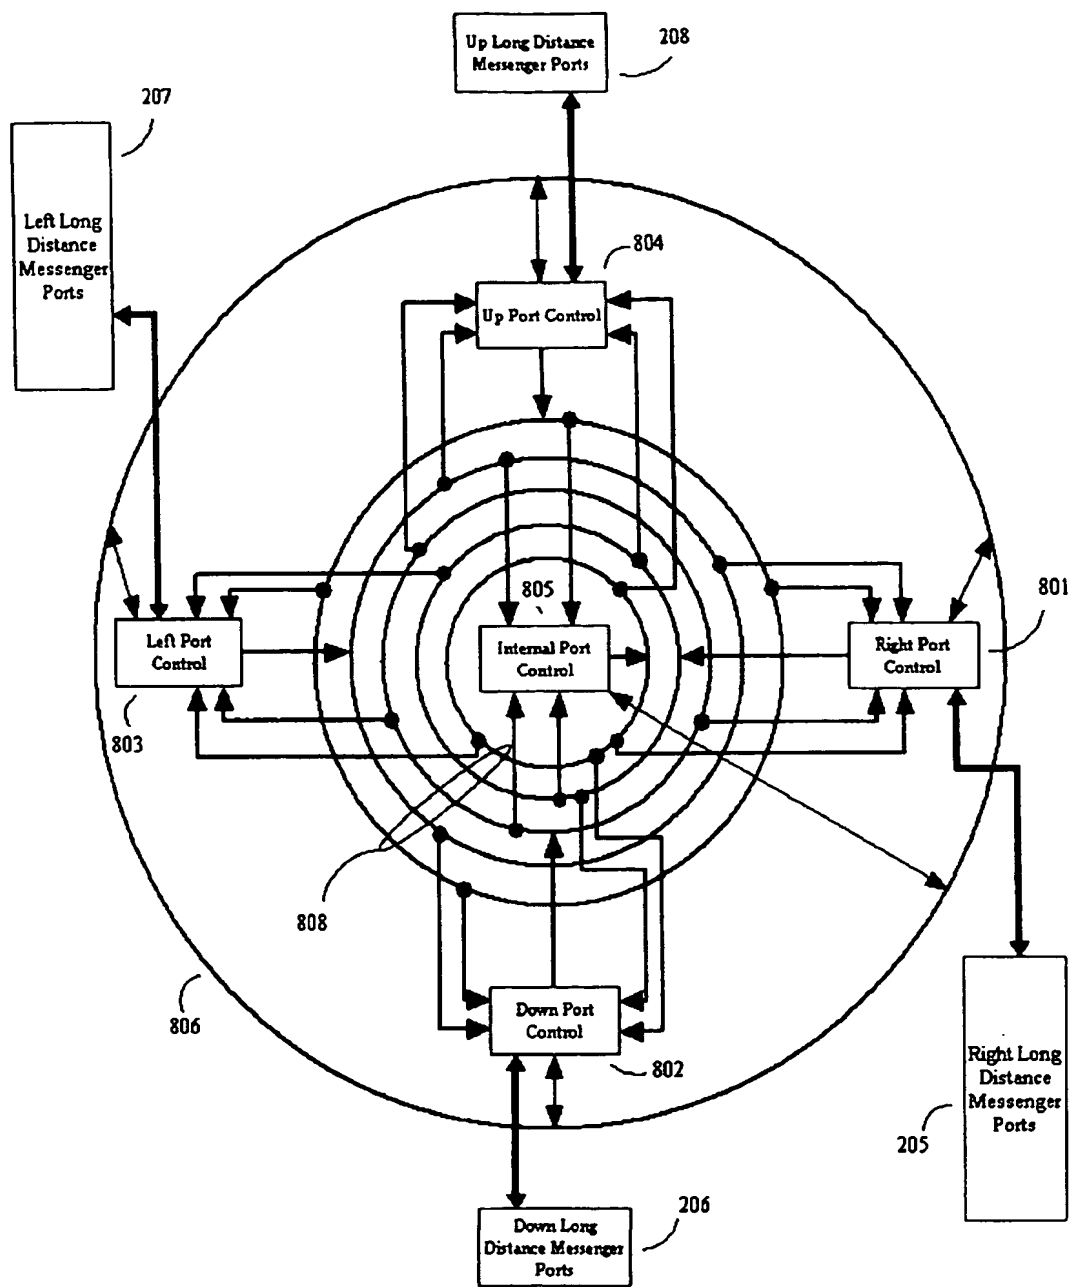 Up Long Distance
Messenger Ports
208
207
Left Long
Distance
Messenger
Ports
804
Up Port Control
805
801
Left Port
Control
Internal Port
Control
Right Port
Control
803
808
806
Down Port
Control
802
Right Long
Distance
Messenger
Ports
205
206
Down Long
Distance Messenger
Ports